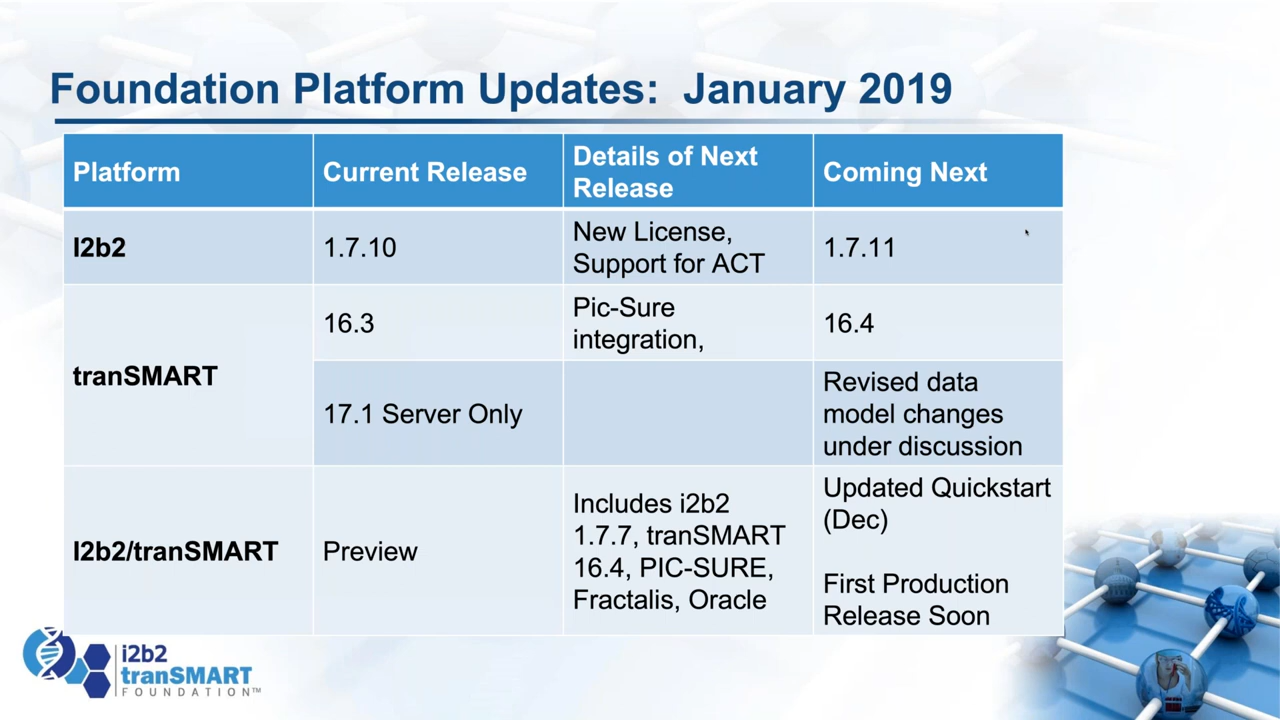 Foundation Platform Updates: January 2019
Platform
Current Release
Details of Next
Release
Coming Next
I2b2
1.7.10
New License,
Support for ACT
1.7.11
tranSMART
16.3
Pic-Sure
integration,
16.4
17.1 Server Only
Revised data
model changes
under discussion
I2b2/tranSMART
Preview
Includes i2b2
1.7.7, tranSMART
16.4, PIC-SURE,
Fractalis, Oracle
Updated Quickstart
(Dec)
First Production
Release Soon
i2b2
tranSMART
FOUNDATION™